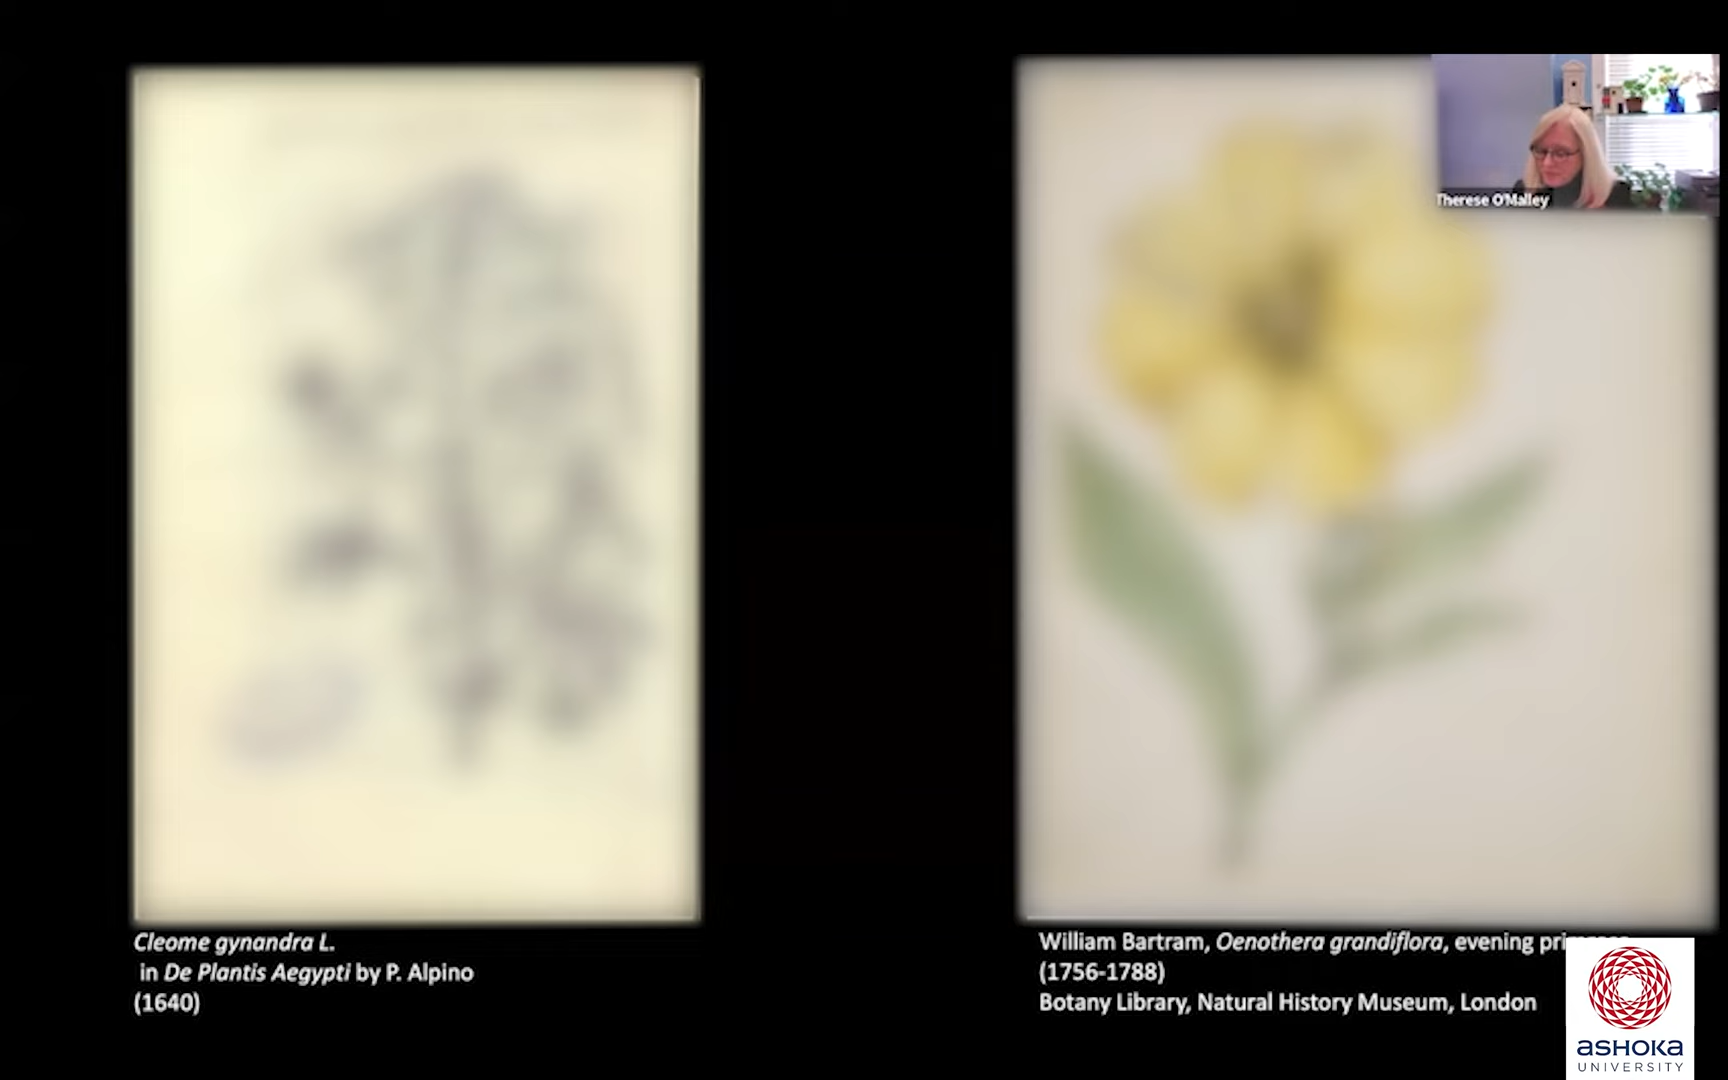 Therese O'Malley
Cleome gynandra L.
in De Plantis Aegypti by P. Alpino
(1640)
William Bartram, Oenothera grandiflora, evening
(1756-1788)
Botany Library, Natural History Museum, London
ASHOKA
UNIVERSITY